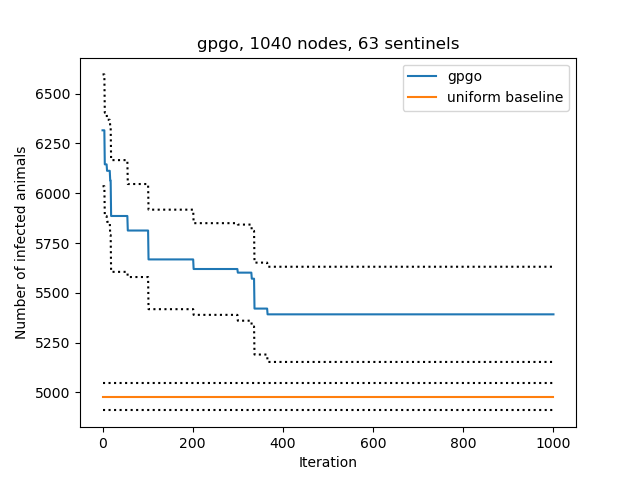 gpgo, 1040 nodes, 63 sentinels
gpgo
uniform baseline
Number of infected animals
6500
6250
6000
5750
5500
5250
5000
0
200
400
600
800
1000
Iteration